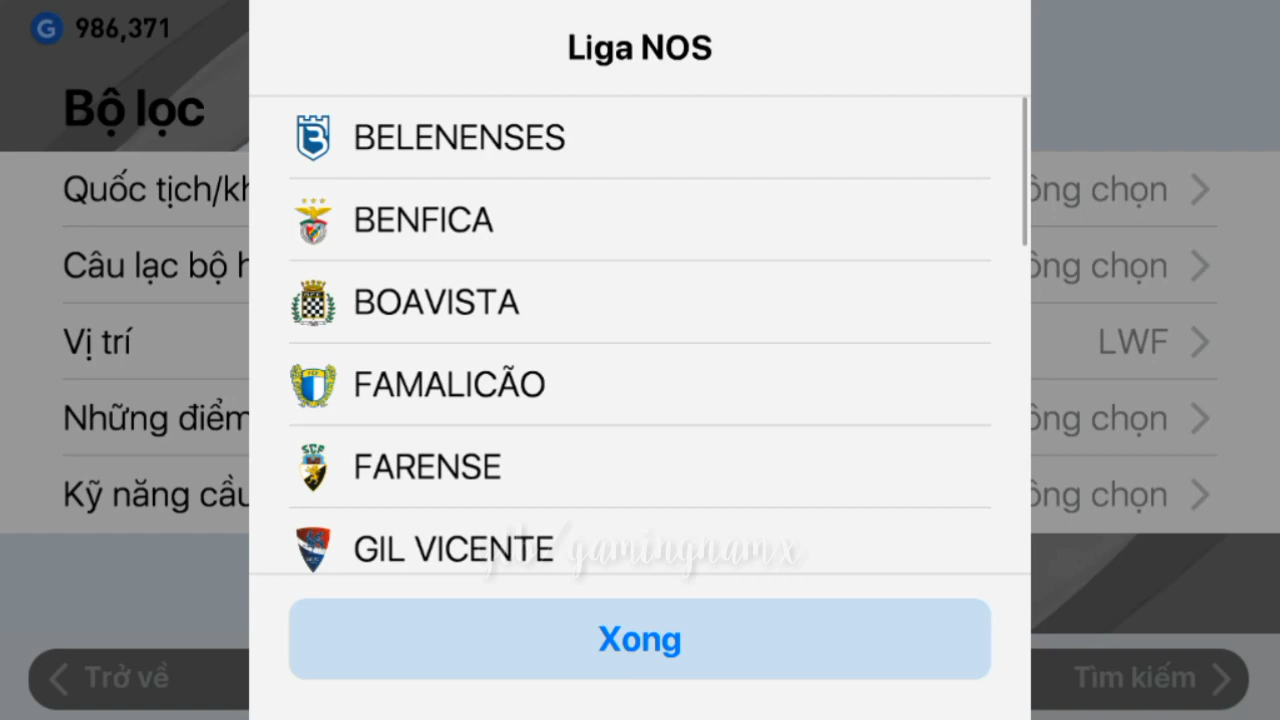 986,371
Bộ lọc
Liga NOS
BELENENSES
BENFICA
BOAVISTA
FAMALICÃO
FARENSE
GIL VICENTE
Xong
Quốc tịch/kh
Câu lạc bộ h
Vị trí
Những điểm
Kỹ năng cầu
ông chọn
ông chọn
LWF
ông chọn
ông chọn
Trở về
Tìm kiếm